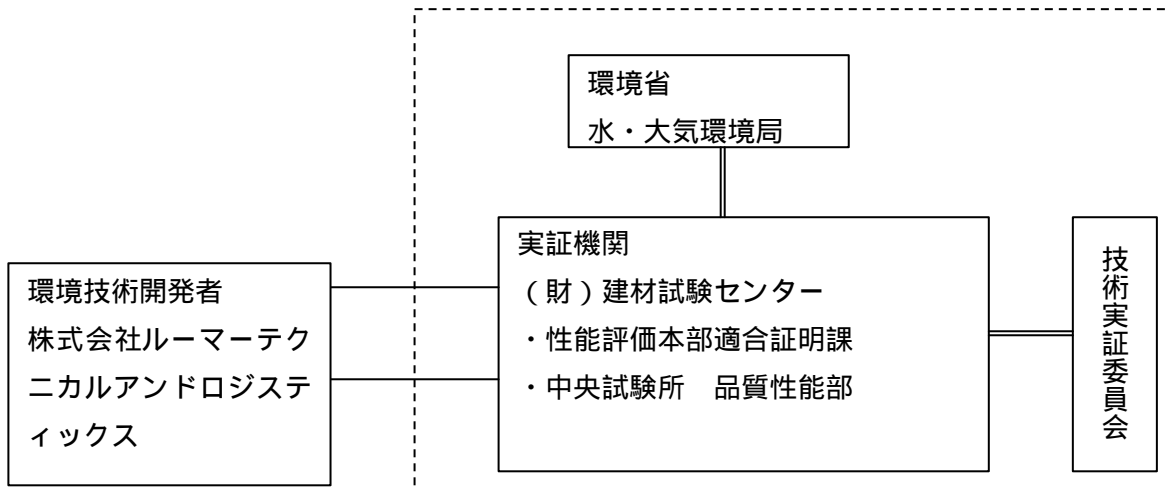 環境省
水・大気環境局
実証機関
（財）建材試験センター
・性能評価本部適合証明課
・中央試験所　品質性能部
環境技術開発者
株式会社ルーマーテク
ニカルアンドロジステ
ィックス
技術実証委員会